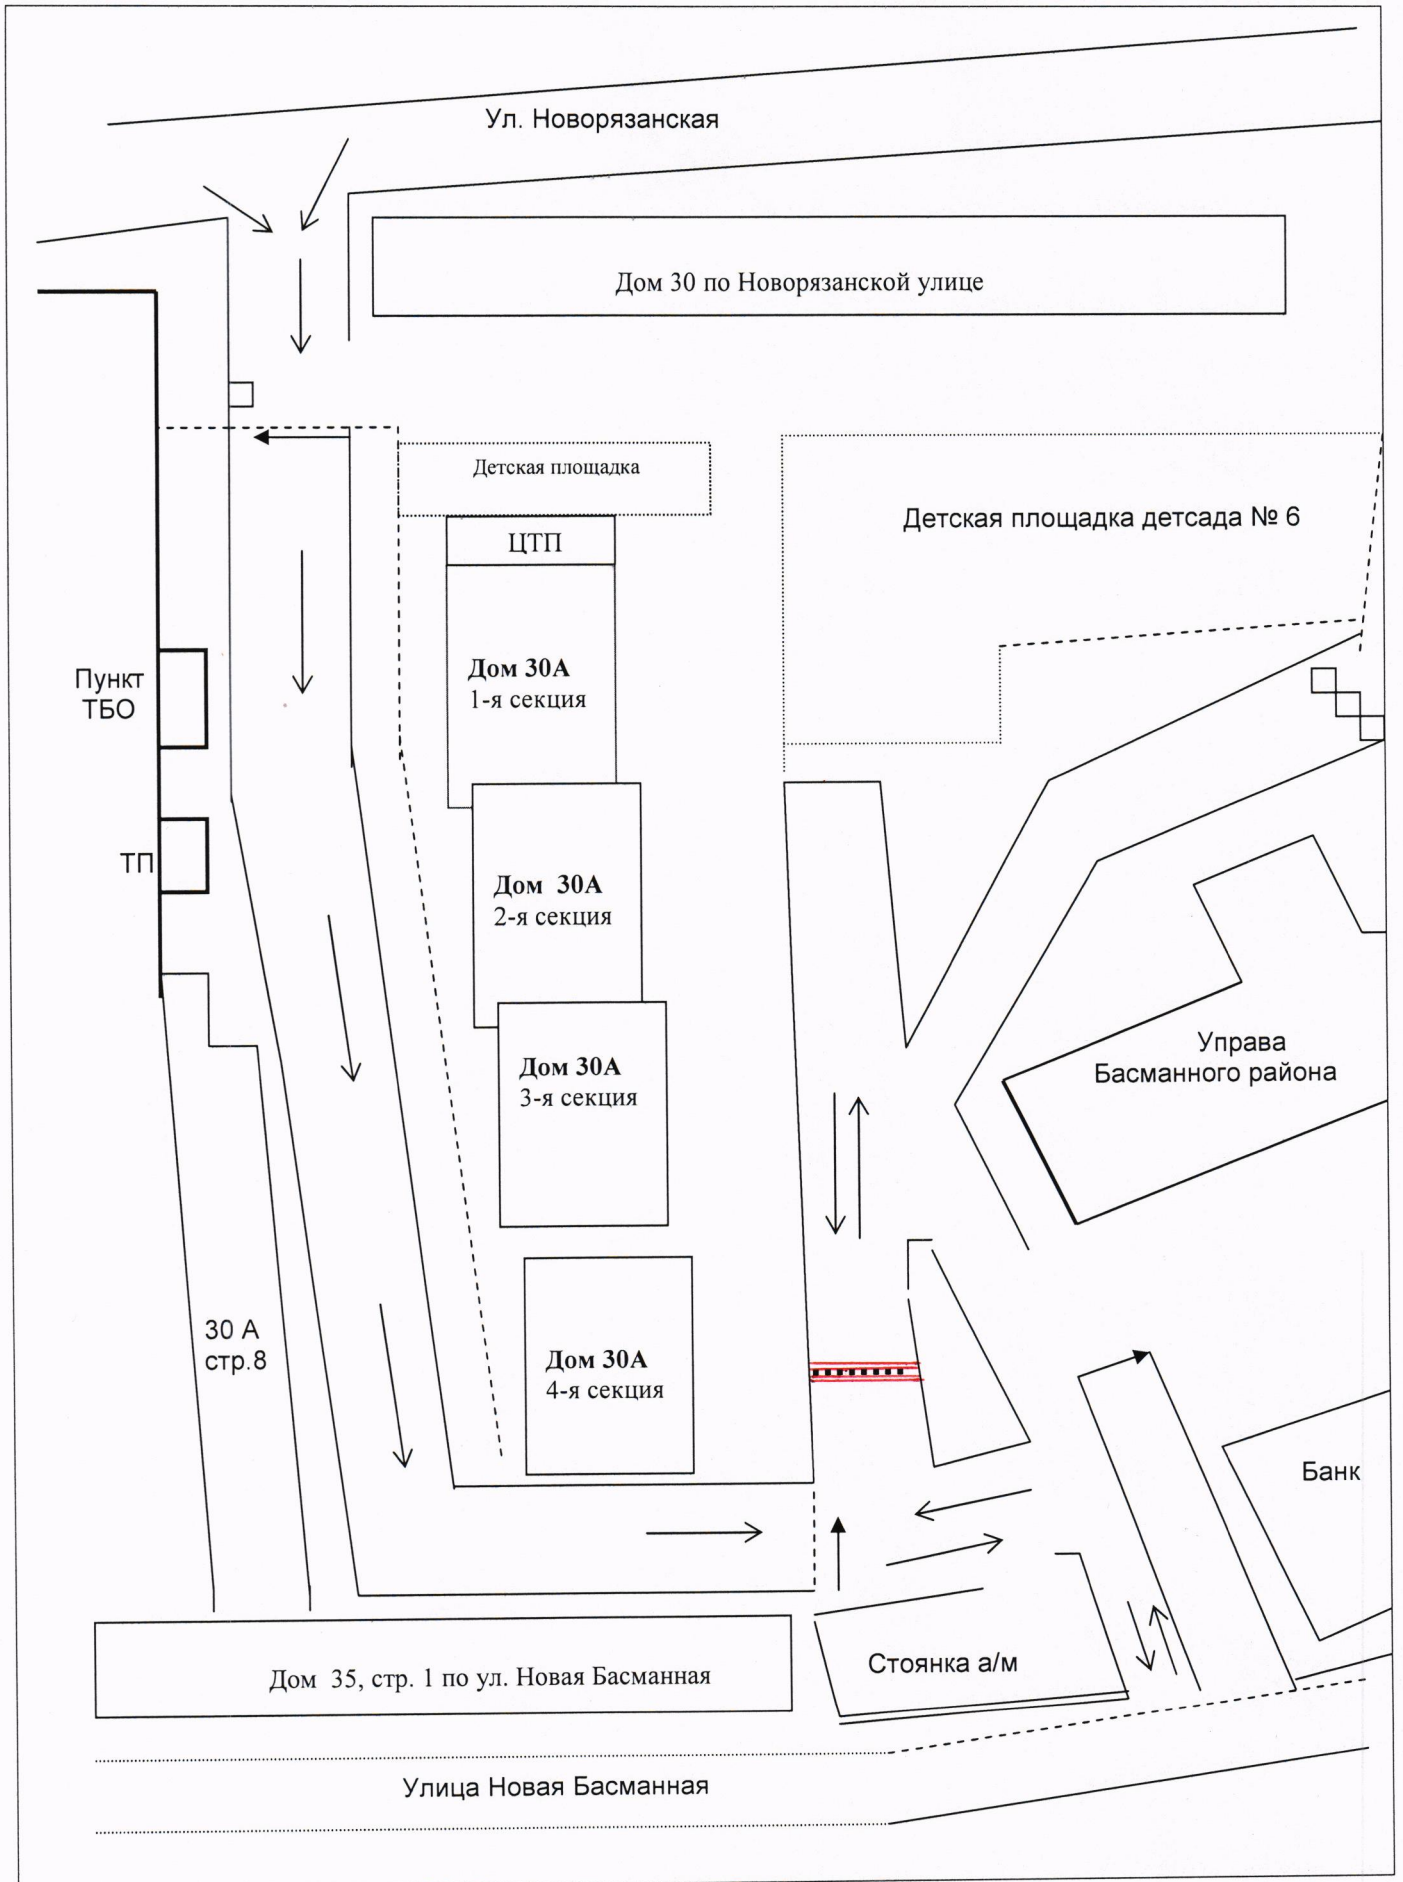 Ул. Новорязанская
Дом 30 по Новорязанской улице
Детская площадка
Детская площадка детсада № 6
ЦТП
Дом 30А
1-я секция
Пункт
ТБО
ТП
Дом 30А
2-я секция
Дом 30А
3-я секция
Управа
Басманного района
30 А
стр.8
Дом 30А
4-я секция
Банк
Стоянка а/м
Дом 35, стр. 1 по ул. Новая Басманная
Улица Новая Басманная